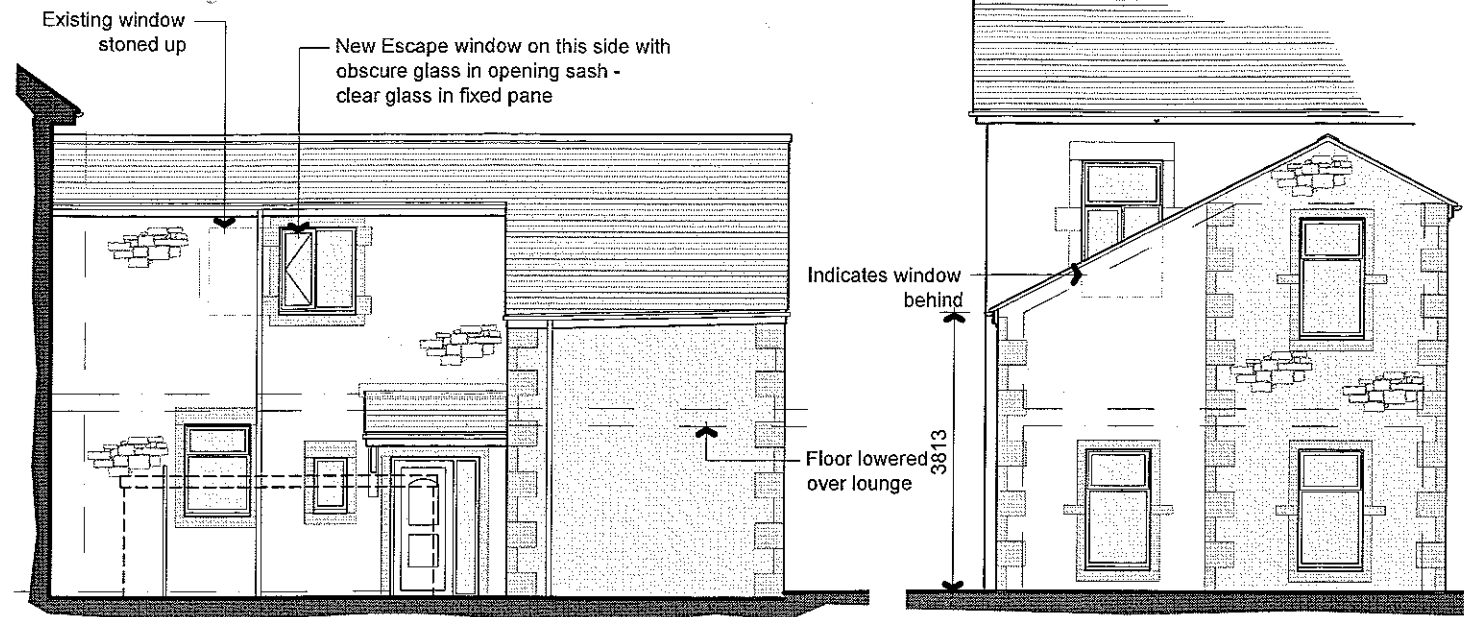 Existing window
stoned up
New Escape window on this side with
obscure glass in opening sash -
clear glass in fixed pane
Indicates window
behind
Floor lowered
over lounge
3813